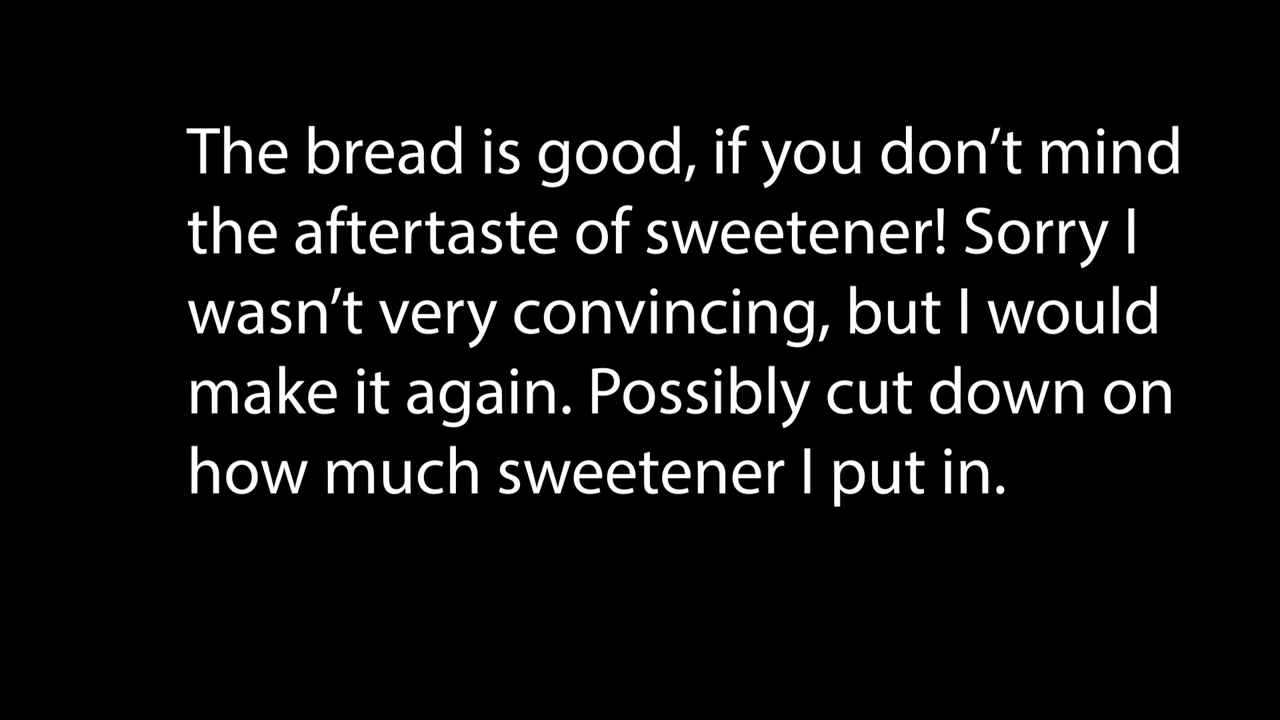 The bread is good, if you don’t mind
the aftertaste of sweetener! Sorry I
wasn’t very convincing, but I would
make it again. Possibly cut down on
how much sweetener I put in.